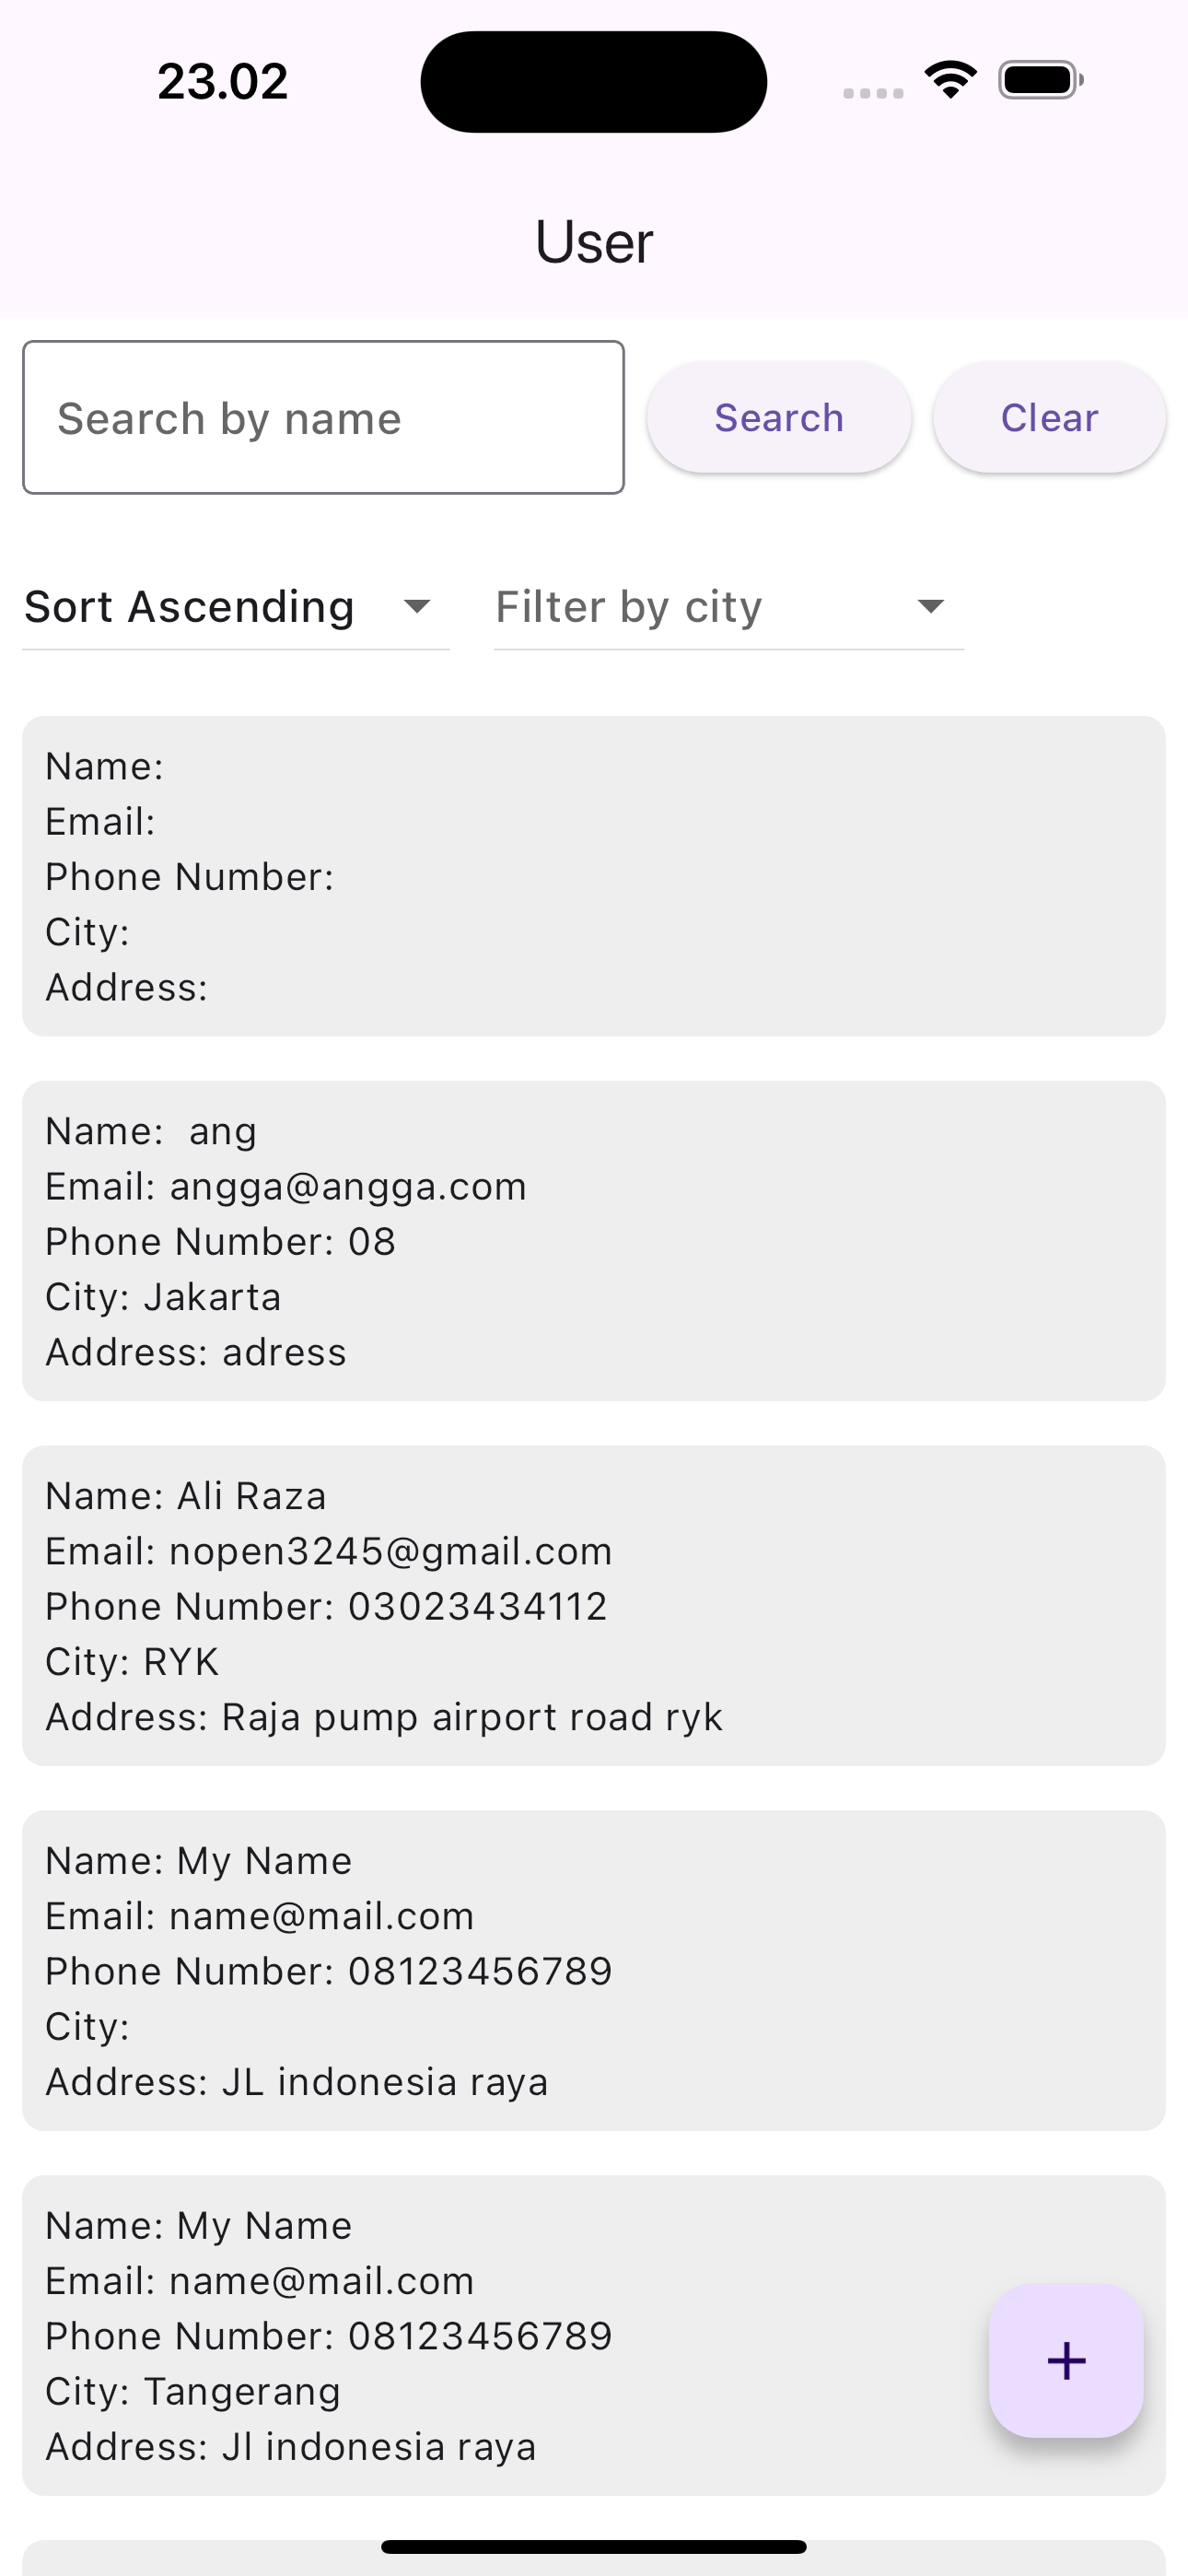 23.02
User
Search by name
Search
Clear
Sort Ascending
Filter by city
Name:
Email:
Phone Number:
City:
Address:
Name:  ang
Email: angga@angga.com
Phone Number: 08
City: Jakarta
Address: adress
Name: Ali Raza
Email: nopen3245@gmail.com
Phone Number: 03023434112
City: RYK
Address: Raja pump airport road ryk
Name: My Name
Email: name@mail.com
Phone Number: 08123456789
City:
Address: JL indonesia raya
Name: My Name
Email: name@mail.com
Phone Number: 08123456789
City: Tangerang
Address: Jl indonesia raya